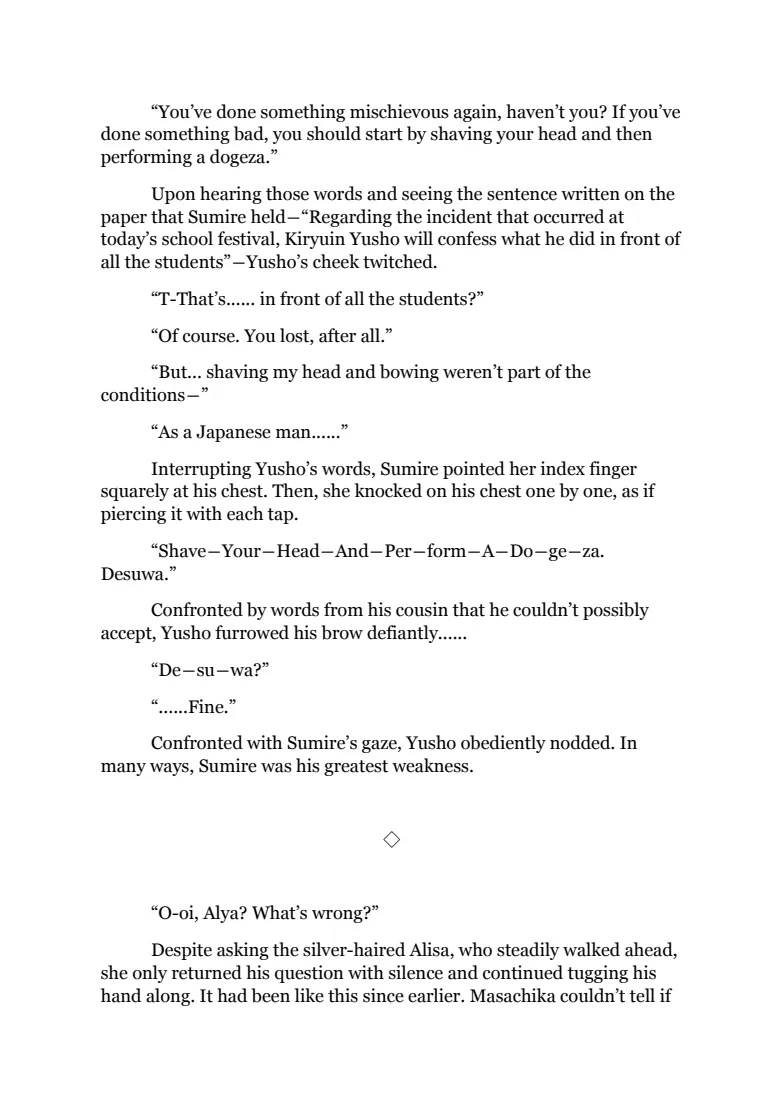 “You’ve done something mischievous again, haven’t you? If you’ve
done something bad, you should start by shaving your head and then
performing a dogeza.”
Upon hearing those words and seeing the sentence written on the
paper that Sumire held―“Regarding the incident that occurred at
today’s school festival, Kiryuin Yusho will confess what he did in front of
all the students”―Yusho’s cheek twitched.
“T-That’s...... in front of all the students?”
“Of course. You lost, after all.”
“But... shaving my head and bowing weren’t part of the
conditions―”
“As a Japanese man......”
Interrupting Yusho’s words, Sumire pointed her index finger
squarely at his chest. Then, she knocked on his chest one by one, as if
piercing it with each tap.
“Shave―Your―Head―And―Per―form―A―Do―ge―za.
Desuwa.”
Confronted by words from his cousin that he couldn’t possibly
accept, Yusho furrowed his brow defiantly......
“De―su―wa?”
“......Fine.”
Confronted with Sumire’s gaze, Yusho obediently nodded. In
many ways, Sumire was his greatest weakness.
◇
“O-oi, Alya? What’s wrong?”
Despite asking the silver-haired Alisa, who steadily walked ahead,
she only returned his question with silence and continued tugging his
hand along. It had been like this since earlier. Masachika couldn’t tell if